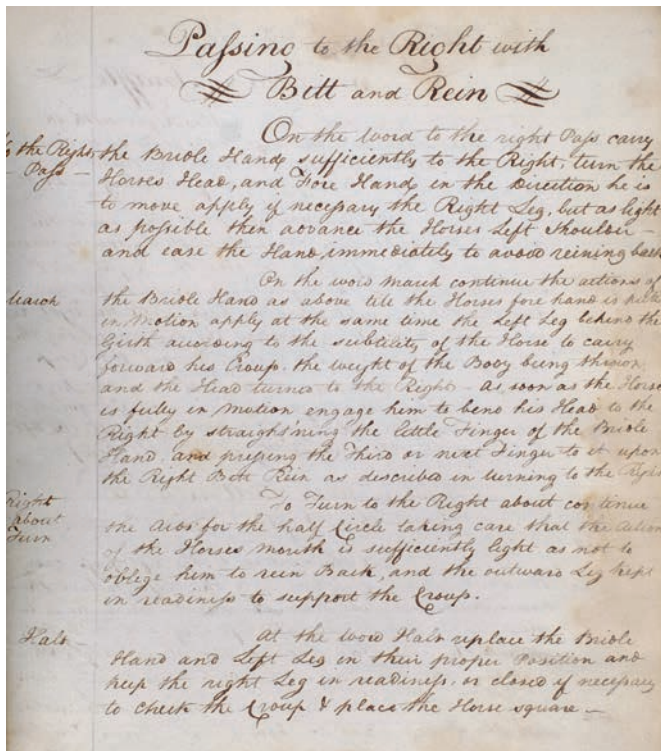 Paſsing to the Right with
Bitt and Rein
On the word to the right Paſs carry
To the Right
Paſs —
the Bridle Hand sufficiently to the Right, turn the
Horses Head, and Fore Hand in the Direction he is
to move apply if neceſsary the Right Leg, but as light
as poſsible then advance the Horses Left Shoulder —
and ease the Hand immediately to avoid reining back
On the word march continue the actions of
March
the Bridle Hand as above till the Horses fore hand is putt
in Motion apply at the same time the Left Leg behind the
Girth according to the subtility of the Horse to carry
forward his Croup. the weight of the Body being thrown
and the Head turned to the Right — as soon as the Horse
is fully in motion engage him to bend his Head to the
Right by straight'ning the little Finger of the Bridle
Hand and preſsing the Third or next Finger to it upon
the Right Bitt Rein as described in turning to the Right
Right
about
Turn
To Turn to the Right about continue
the aids for the half Circle taking care that the Action
of the Horses mouth is sufficiently light as not to
oblege him to rein Back, and the outward Leg kept
in readineſs to support the Croup.
Halt
At the word Halt replace the Bridle
Hand and Left Leg in their proper Position and
keep the right Leg in readineſs, or closed if neceſsary
to check the Croup & place the Horse square —